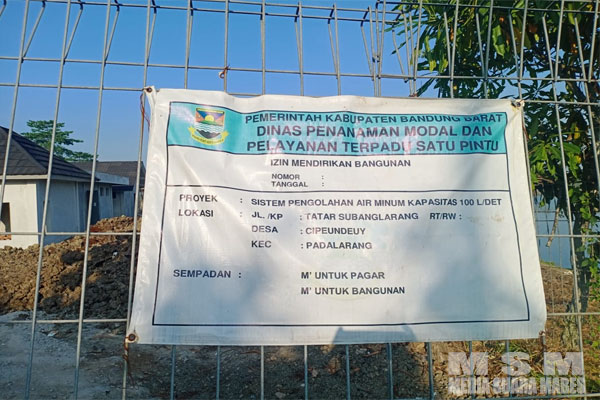 PEMERINTAH KABUPATEN BANDUNG BARAT
DINAS PENANAMAN MODAL DAN
PELAYANAN TERPADU SATU PINTU
IZIN MENDIRIKAN BANGUNAN
NOMOR :
TANGGAL :
PROYEK : SISTEM PENGOLAHAN AIR MINUM KAPASITAS 100 L/DET
LOKASI : JL./KP : TATAR SUBANGLARANG RT/RW :
DESA : CIPEUNDEUY
KEC : PADALARANG
SEMPADAN : M' UNTUK PAGAR
M' UNTUK BANGUNAN
MSM
MEDIA SUARA MABES